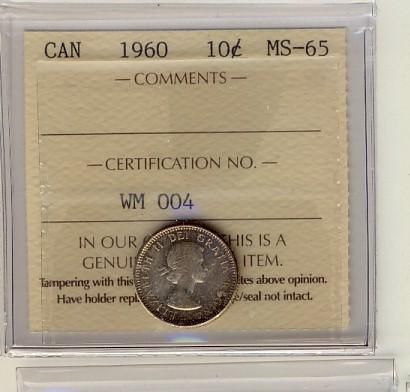 CAN 1960 10¢ MS-65
— COMMENTS —
— CERTIFICATION NO. —
WM 004
IN OUR THIS IS A
ITEM.
Tampering with this above opinion.
Have holder seal not intact.
DEI GRATIA